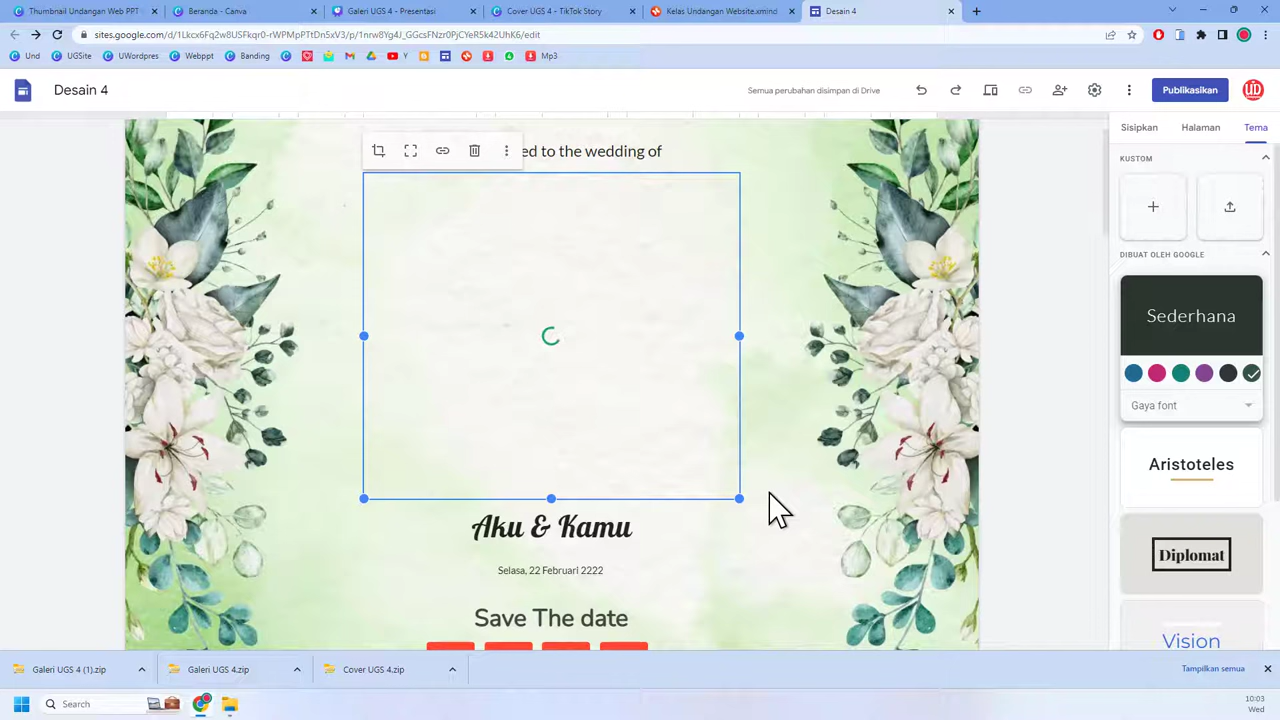 Thumbnail Undangan Web PPT
Beranda - Canva
Galeri UGS 4 - Presentasi
Cover UGS 4 - TikTok Story
Kelas Undangan Website.xmind
Desain 4
sites.google.com/d/1Lkcx6Fq2w8USFkqr0-rWPMpPTtDn5xV3/p/1nrw8Yg4J_GGcsFNzr0PjCYeR5k42UhK6/edit
Und
UGSite
UWordpres
Webppt
Banding
Y
Mp3
Desain 4
Semua perubahan disimpan di Drive
Publikasikan
Sisipkan
Halaman
Tema
ed to the wedding of
KUSTOM
DIBUAT OLEH GOOGLE
Sederhana
Gaya font
Aristoteles
Diplomat
Vision
Aku & Kamu
Selasa, 22 Februari 2222
Save The date
Galeri UGS 4 (1).zip
Galeri UGS 4.zip
Cover UGS 4.zip
Tampilkan semua
Search
10:03
Wed